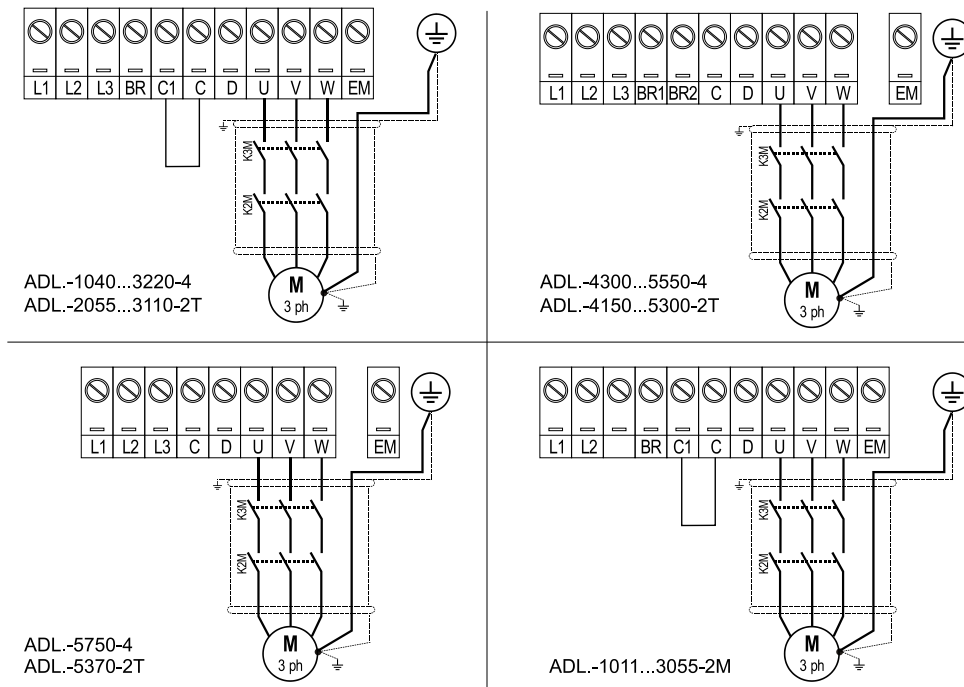 L1 L2 L3 BR C1 C D U V W EM
K3M
K2M
M
3 ph
ADL.-1040...3220-4
ADL.-2055...3110-2T
L1 L2 L3 BR1 BR2 C D U V W EM
K3M
K2M
M
3 ph
ADL.-4300...5550-4
ADL.-4150...5300-2T
L1 L2 L3 C D U V W EM
K3M
K2M
M
3 ph
ADL.-5750-4
ADL.-5370-2T
L1 L2 BR C1 C D U V W EM
K3M
K2M
M
3 ph
ADL.-1011...3055-2M